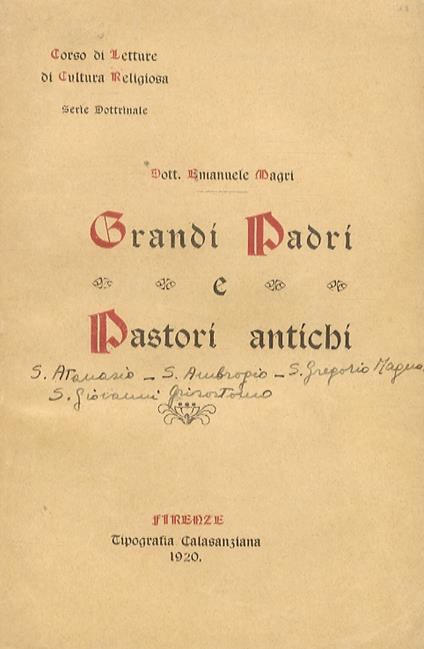 Corso di Letture
di Cultura Religiosa
Serie Dottrinale
Dott. Emanuele Magri
Grandi Padri
e
Pastori antichi
S. Atanasio - S. Ambrogio - S. Gregorio Magno.
S. Giovanni Grisostomo
FIRENZE
Tipografia Calasanziana
1920.